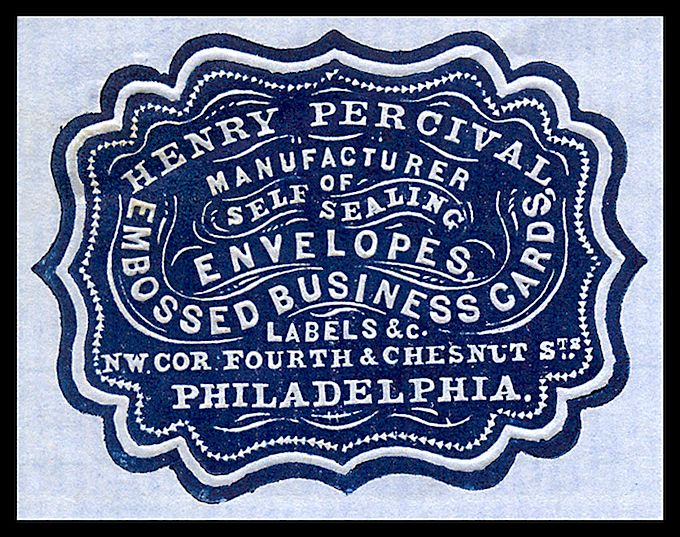 HENRY PERCIVAL,
MANUFACTURER
OF
SELF SEALING
ENVELOPES,
EMBOSSED BUSINESS CARDS,
LABELS &c.
N.W. COR. FOURTH & CHESNUT STS.
PHILADELPHIA.